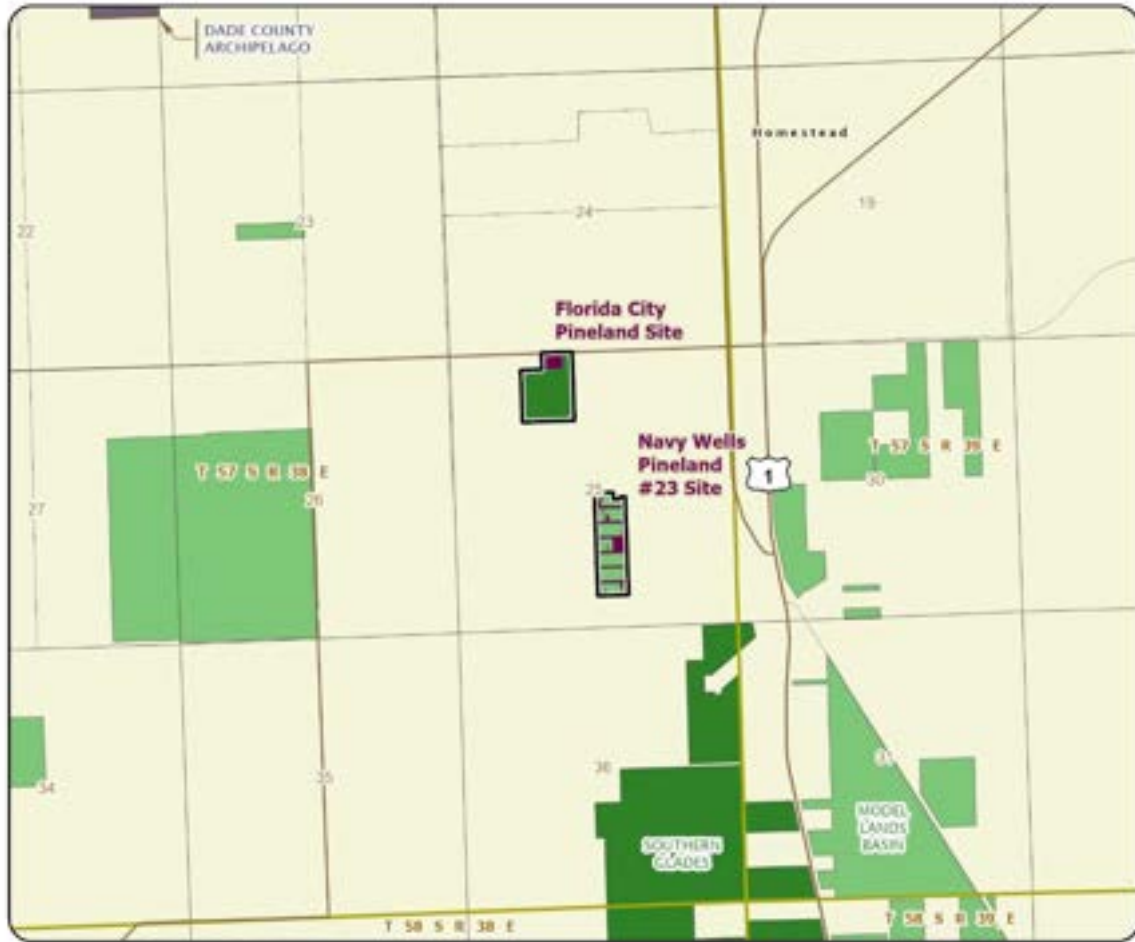 DADE COUNTY
ARCHIPELAGO
Homestead
19
24
23
22
Florida City
Pineland Site
T 57 S R 38 E
26
27
Navy Wells
Pineland
#23 Site
25
1
T 57 S R 39 E
30
34
35
36
31
MODEL
LANDS
BASIN
SOUTHERN
GLADES
T 58 S R 38 E
T 58 S R 39 E